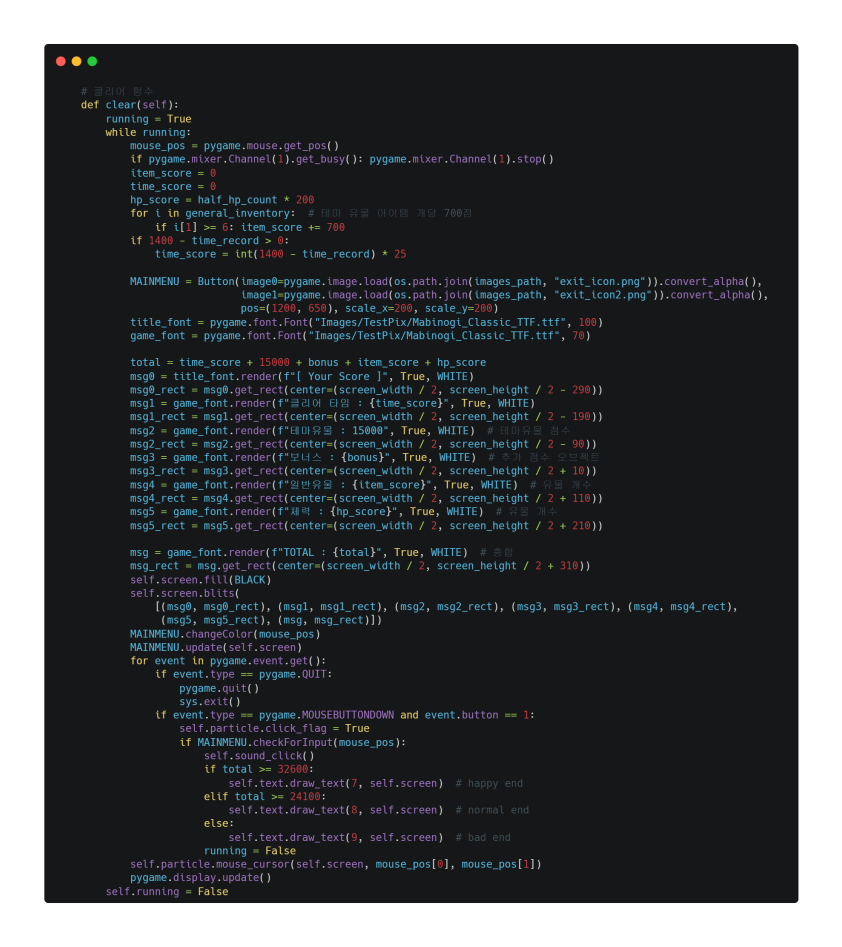 # 클리어 함수
def clear(self):
    running = True
    while running:
        mouse_pos = pygame.mouse.get_pos()
        if pygame.mixer.Channel(1).get_busy(): pygame.mixer.Channel(1).stop()
        item_score = 0
        time_score = 0
        hp_score = half_hp_count * 200
        for i in general_inventory:  # 테마 유물 아이템 개당 700점
            if i[1] >= 6: item_score += 700
        if 1400 - time_record > 0:
            time_score = int(1400 - time_record) * 25

        MAINMENU = Button(image0=pygame.image.load(os.path.join(images_path, "exit_icon.png")).convert_alpha(),
                          image1=pygame.image.load(os.path.join(images_path, "exit_icon2.png")).convert_alpha(),
                          pos=(1200, 650), scale_x=200, scale_y=200)
        title_font = pygame.font.Font("Images/TestPix/Mabinogi_Classic_TTF.ttf", 100)
        game_font = pygame.font.Font("Images/TestPix/Mabinogi_Classic_TTF.ttf", 70)

        total = time_score + 15000 + bonus + item_score + hp_score
        msg0 = title_font.render(f"[ Your Score ]", True, WHITE)
        msg0_rect = msg0.get_rect(center=(screen_width / 2, screen_height / 2 - 290))
        msg1 = game_font.render(f"클리어 타임 : {time_score}", True, WHITE)
        msg1_rect = msg1.get_rect(center=(screen_width / 2, screen_height / 2 - 190))
        msg2 = game_font.render(f"테마유물 : 15000", True, WHITE)  # 테마유물 점수
        msg2_rect = msg2.get_rect(center=(screen_width / 2, screen_height / 2 - 90))
        msg3 = game_font.render(f"보너스 : {bonus}", True, WHITE)  # 추가 점수 오브젝트
        msg3_rect = msg3.get_rect(center=(screen_width / 2, screen_height / 2 + 10))
        msg4 = game_font.render(f"일반유물 : {item_score}", True, WHITE)  # 유물 개수
        msg4_rect = msg4.get_rect(center=(screen_width / 2, screen_height / 2 + 110))
        msg5 = game_font.render(f"체력 : {hp_score}", True, WHITE)  # 유물 개수
        msg5_rect = msg5.get_rect(center=(screen_width / 2, screen_height / 2 + 210))

        msg = game_font.render(f"TOTAL : {total}", True, WHITE)  # 총합
        msg_rect = msg.get_rect(center=(screen_width / 2, screen_height / 2 + 310))
        self.screen.fill(BLACK)
        self.screen.blits(
            [(msg0, msg0_rect), (msg1, msg1_rect), (msg2, msg2_rect), (msg3, msg3_rect), (msg4, msg4_rect),
             (msg5, msg5_rect), (msg, msg_rect)])
        MAINMENU.changeColor(mouse_pos)
        MAINMENU.update(self.screen)
        for event in pygame.event.get():
            if event.type == pygame.QUIT:
                pygame.quit()
                sys.exit()
            if event.type == pygame.MOUSEBUTTONDOWN and event.button == 1:
                self.particle.click_flag = True
                if MAINMENU.checkForInput(mouse_pos):
                    self.sound_click()
                    if total >= 32600:
                        self.text.draw_text(7, self.screen)  # happy end
                    elif total >= 24100:
                        self.text.draw_text(8, self.screen)  # normal end
                    else:
                        self.text.draw_text(9, self.screen)  # bad end
                    running = False
        self.particle.mouse_cursor(self.screen, mouse_pos[0], mouse_pos[1])
        pygame.display.update()
    self.running = False